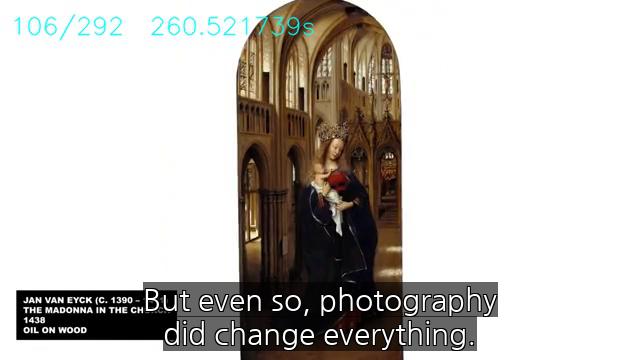 106/292 260.521739s
JAN VAN EYCK (C. 1390 –
THE MADONNA IN THE
1438
OIL ON WOOD
But even so, photography
did change everything.